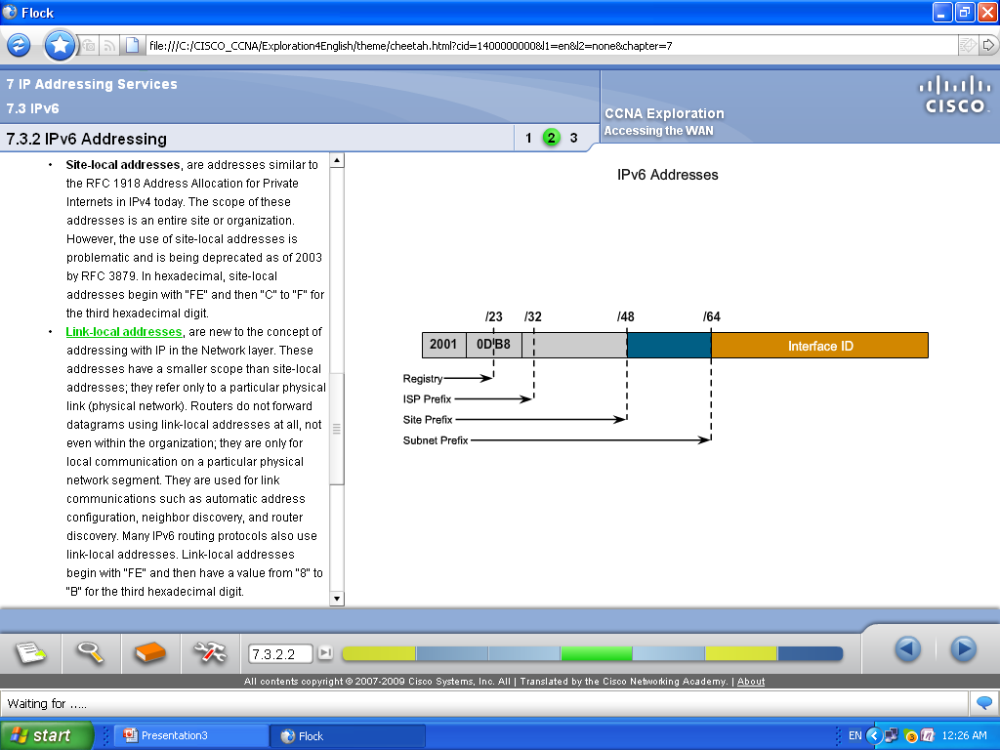 Flock
file:///C:/CISCO_CCNA/Exploration4English/theme/cheetah.html?cid=1400000000&l1=en&l2=none&chapter=7
7 IP Addressing Services
7.3 IPv6
CCNA Exploration
Accessing the WAN
CISCO
7.3.2 IPv6 Addressing
1 2 3
• Site-local addresses, are addresses similar to
the RFC 1918 Address Allocation for Private
Internets in IPv4 today. The scope of these
addresses is an entire site or organization.
However, the use of site-local addresses is
problematic and is being deprecated as of 2003
by RFC 3879. In hexadecimal, site-local
addresses begin with "FE" and then "C" to "F" for
the third hexadecimal digit.
• Link-local addresses, are new to the concept of
addressing with IP in the Network layer. These
addresses have a smaller scope than site-local
addresses; they refer only to a particular physical
link (physical network). Routers do not forward
datagrams using link-local addresses at all, not
even within the organization; they are only for
local communication on a particular physical
network segment. They are used for link
communications such as automatic address
configuration, neighbor discovery, and router
discovery. Many IPv6 routing protocols also use
link-local addresses. Link-local addresses
begin with "FE" and then have a value from "8" to
"B" for the third hexadecimal digit.
IPv6 Addresses
/23 /32 /48 /64
2001 0DB8 Interface ID
Registry
ISP Prefix
Site Prefix
Subnet Prefix
7.3.2.2
All contents copyright © 2007-2009 Cisco Systems, Inc. All | Translated by the Cisco Networking Academy. | About
Waiting for .....
start Presentation3 Flock EN 12:26 AM